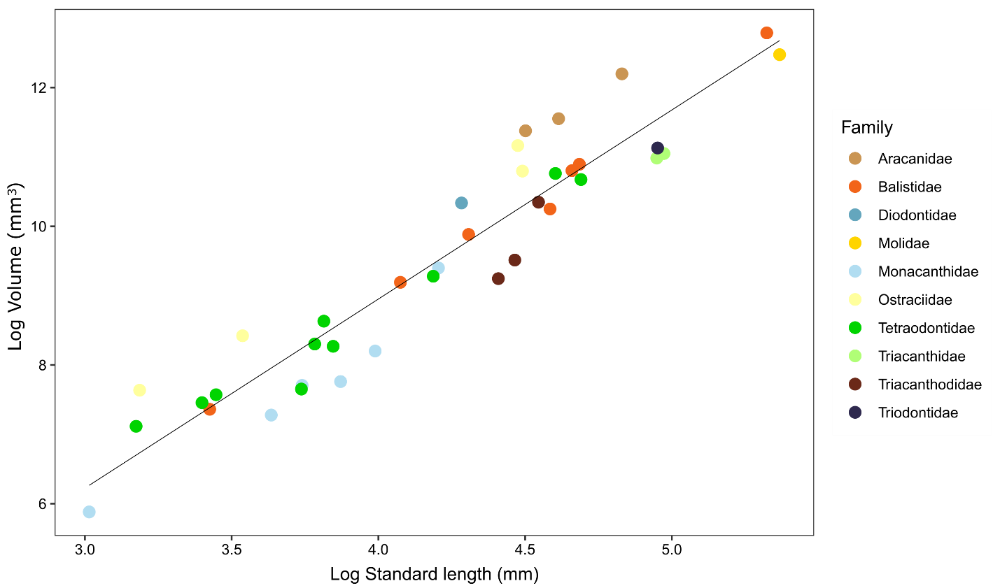 12
10
8
6
Log Volume (mm³)
3.0 3.5 4.0 4.5 5.0
Log Standard length (mm)
Family
Aracanidae
Balistidae
Diodontidae
Molidae
Monacanthidae
Ostraciidae
Tetraodontidae
Triacanthidae
Triacanthodidae
Triodontidae